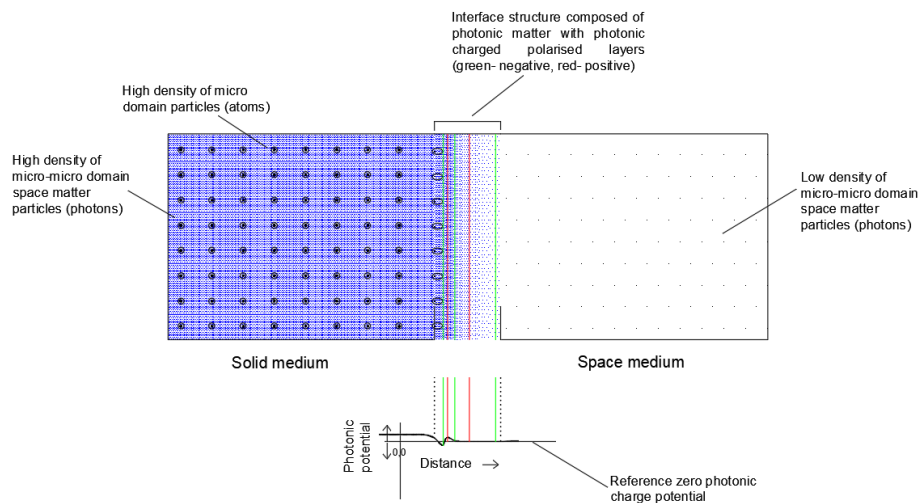 Interface structure composed of
photonic matter with photonic
charged polarised layers
(green- negative, red- positive)
High density of micro
domain particles (atoms)
High density of
micro-micro domain
space matter
particles (photons)
Low density of
micro-micro domain
space matter
particles (photons)
Solid medium
Space medium
Photonic
potential
0,0
Distance
Reference zero photonic
charge potential